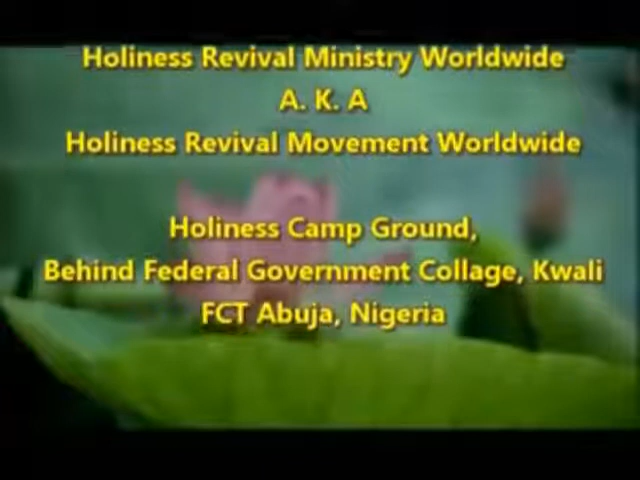 Holiness Revival Ministry Worldwide
A. K. A
Holiness Revival Movement Worldwide
Holiness Camp Ground,
Behind Federal Government Collage, Kwali
FCT Abuja, Nigeria